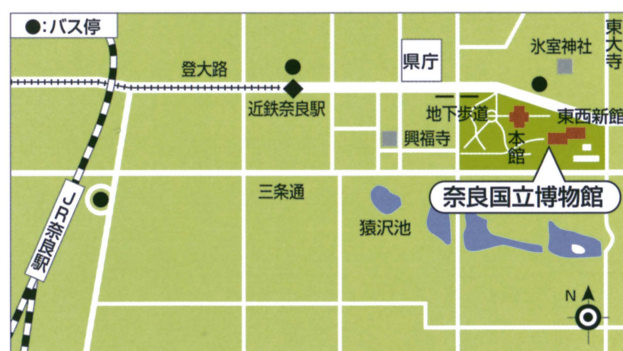 ●:バス停
登大路
近鉄奈良駅
県庁
氷室神社
東大寺
地下歩道
本館
東西新館
興福寺
奈良国立博物館
三条通
猿沢池
JR奈良駅
N